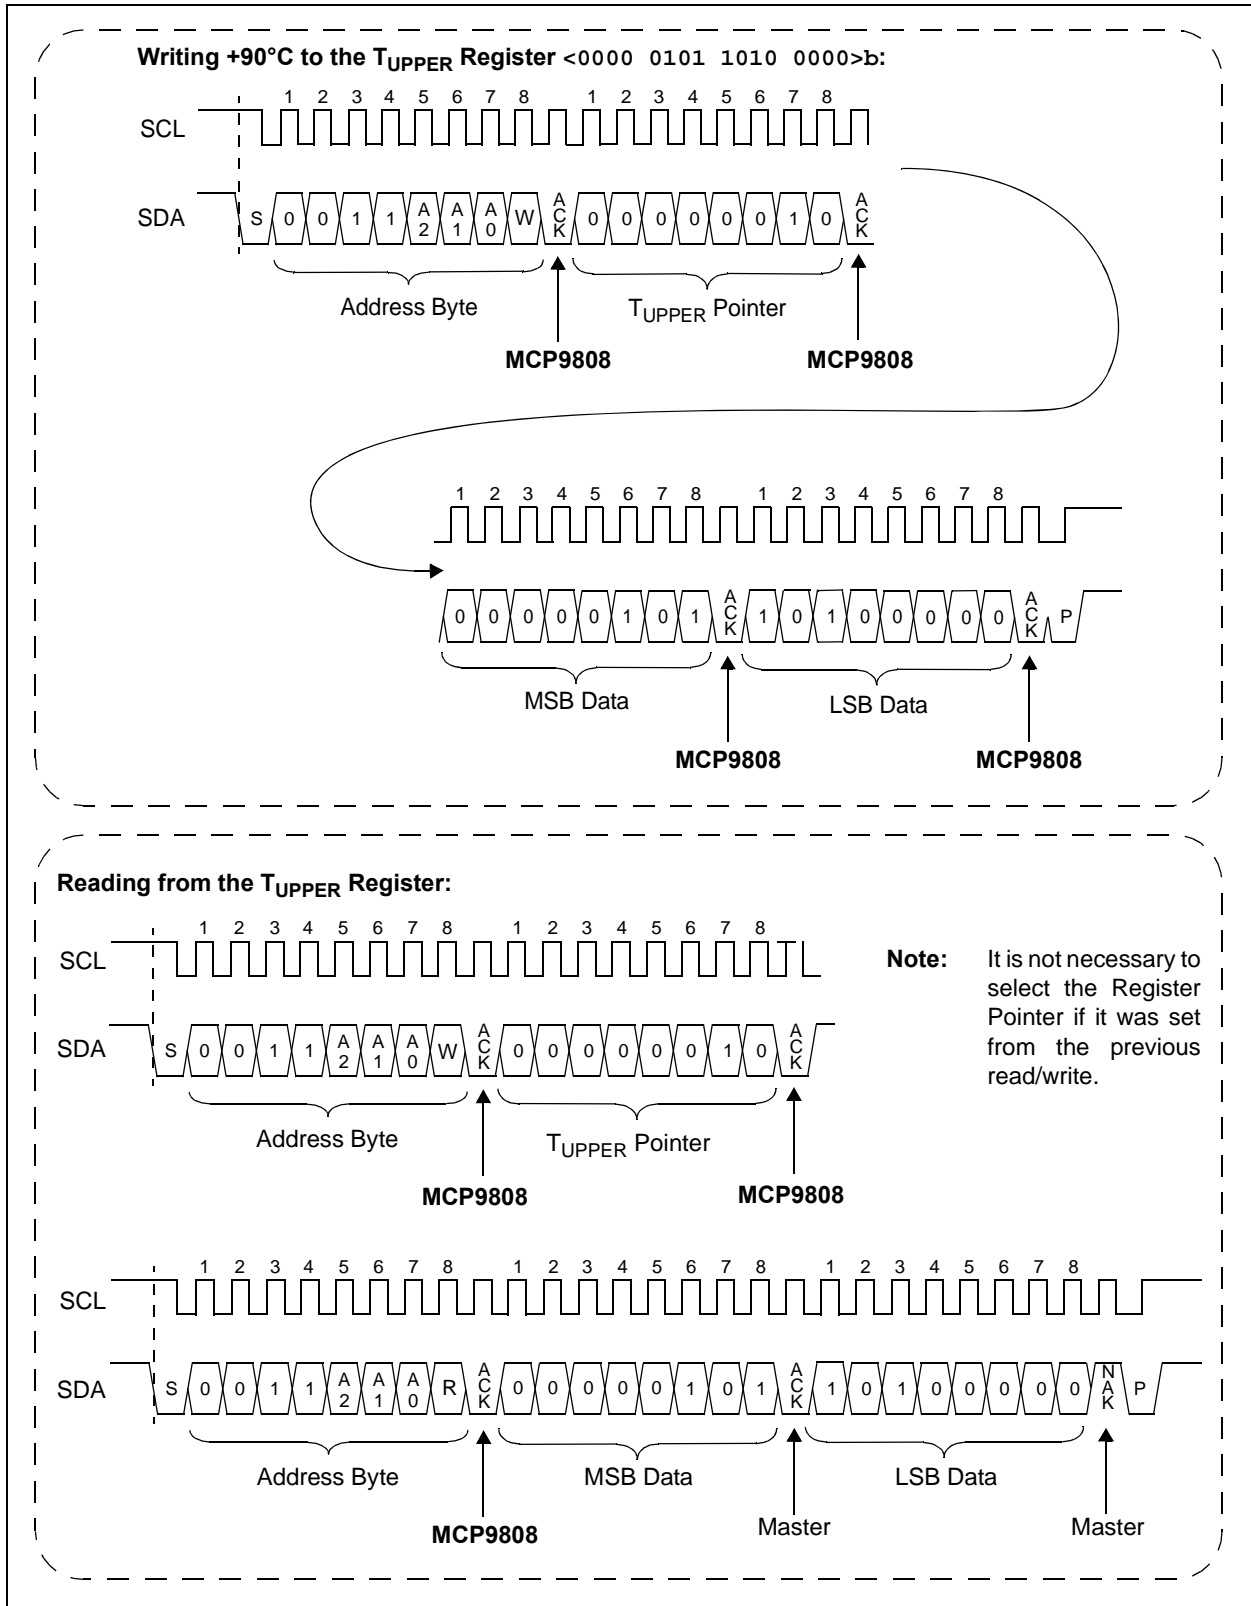 Writing +90°C to the TUPPER Register <0000 0101 1010 0000>b:
1 2 3 4 5 6 7 8 1 2 3 4 5 6 7 8
SCL
SDA S 0 0 1 1 A2 A1 A0 W ACK 0 0 0 0 0 0 1 0 ACK
Address Byte TUPPER Pointer
MCP9808 MCP9808
1 2 3 4 5 6 7 8 1 2 3 4 5 6 7 8
0 0 0 0 0 1 0 1 ACK 1 0 1 0 0 0 0 0 ACK P
MSB Data LSB Data
MCP9808 MCP9808
Reading from the TUPPER Register:
1 2 3 4 5 6 7 8 1 2 3 4 5 6 7 8
SCL
SDA S 0 0 1 1 A2 A1 A0 W ACK 0 0 0 0 0 0 1 0 ACK
Address Byte TUPPER Pointer
MCP9808 MCP9808
Note: It is not necessary to
select the Register
Pointer if it was set
from the previous
read/write.
1 2 3 4 5 6 7 8 1 2 3 4 5 6 7 8 1 2 3 4 5 6 7 8
SCL
SDA S 0 0 1 1 A2 A1 A0 R ACK 0 0 0 0 0 1 0 1 ACK 1 0 1 0 0 0 0 0 NAK P
Address Byte MSB Data LSB Data
MCP9808 Master Master